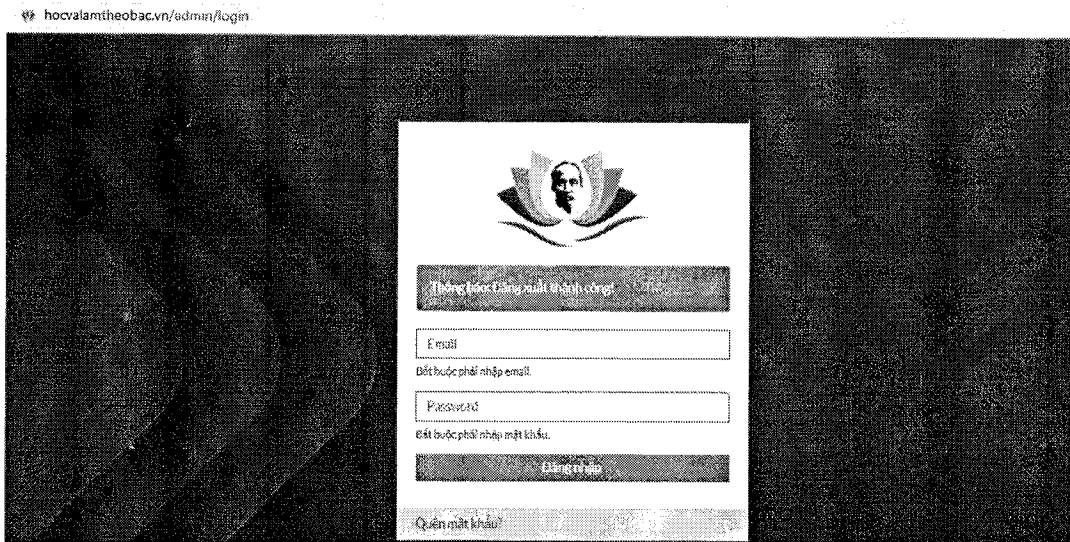 hocvalamtheobac.vn/admin/login
Thông báo: Đăng xuất thành công!
Email
Bắt buộc phải nhập email.
Password
Bắt buộc phải nhập mật khẩu.
Đăng nhập
Quên mật khẩu?